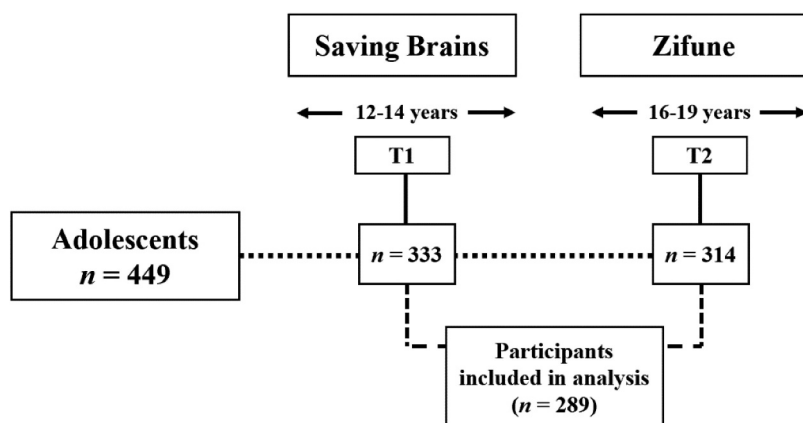 Saving Brains
Zifune
12-14 years
16-19 years
T1
T2
Adolescents
n = 449
n = 333
n = 314
Participants
included in analysis
(n = 289)